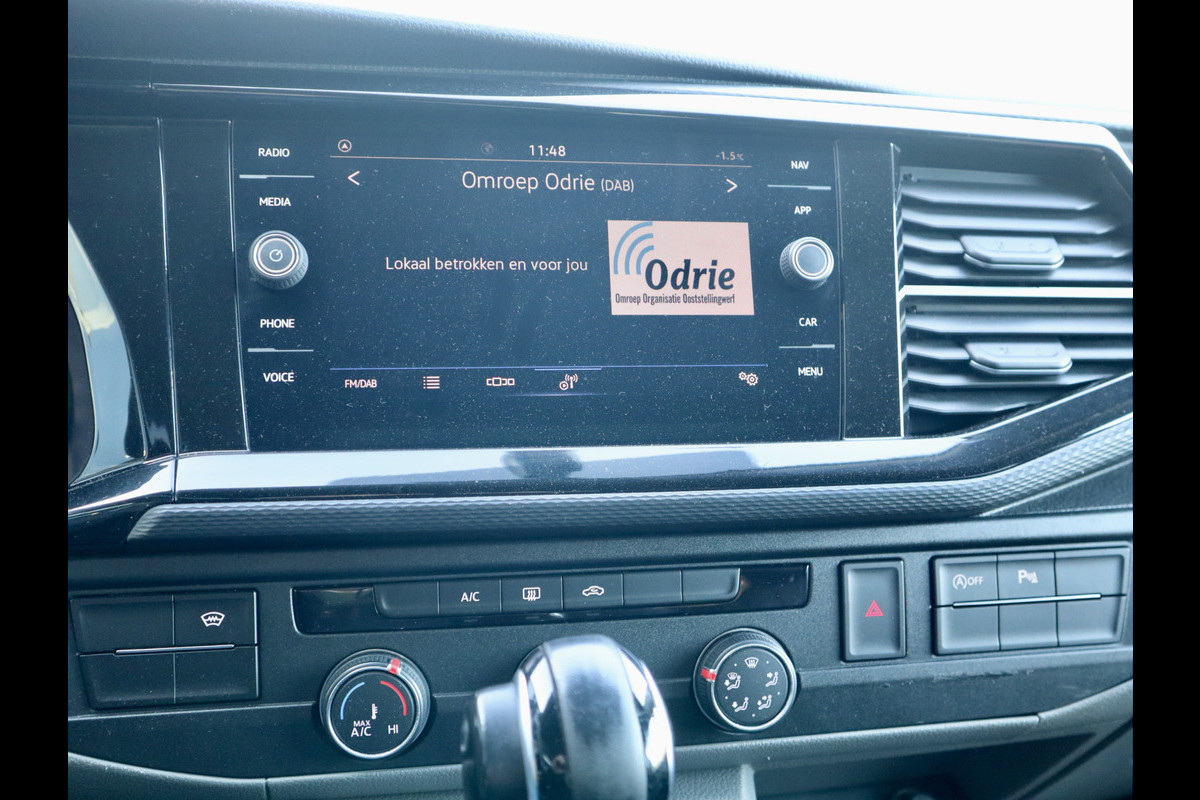 RADIO
11:48
-1.5°C
NAV
Omroep Odrie (DAB)
MEDIA
APP
Lokaal betrokken en voor jou
Odrie
Omroep Organisatie Ooststellingwerf
PHONE
CAR
VOICE
FM/DAB
MENU
A/C
OFF
P
MAX
A/C
HI